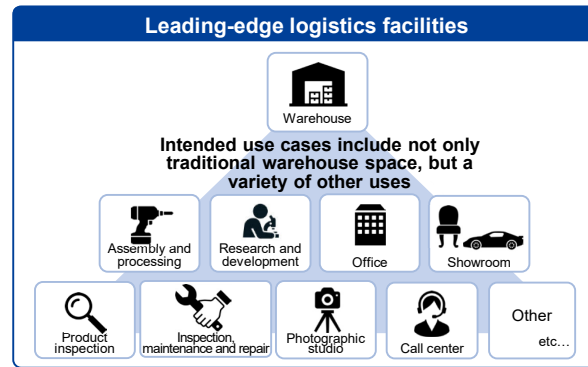 Leading-edge logistics facilities
Warehouse
Intended use cases include not only
traditional warehouse space, but a
variety of other uses
Assembly and
processing
Research and
development
Office
Showroom
Product
inspection
Inspection,
maintenance and repair
Photographic
studio
Call center
Other
etc...